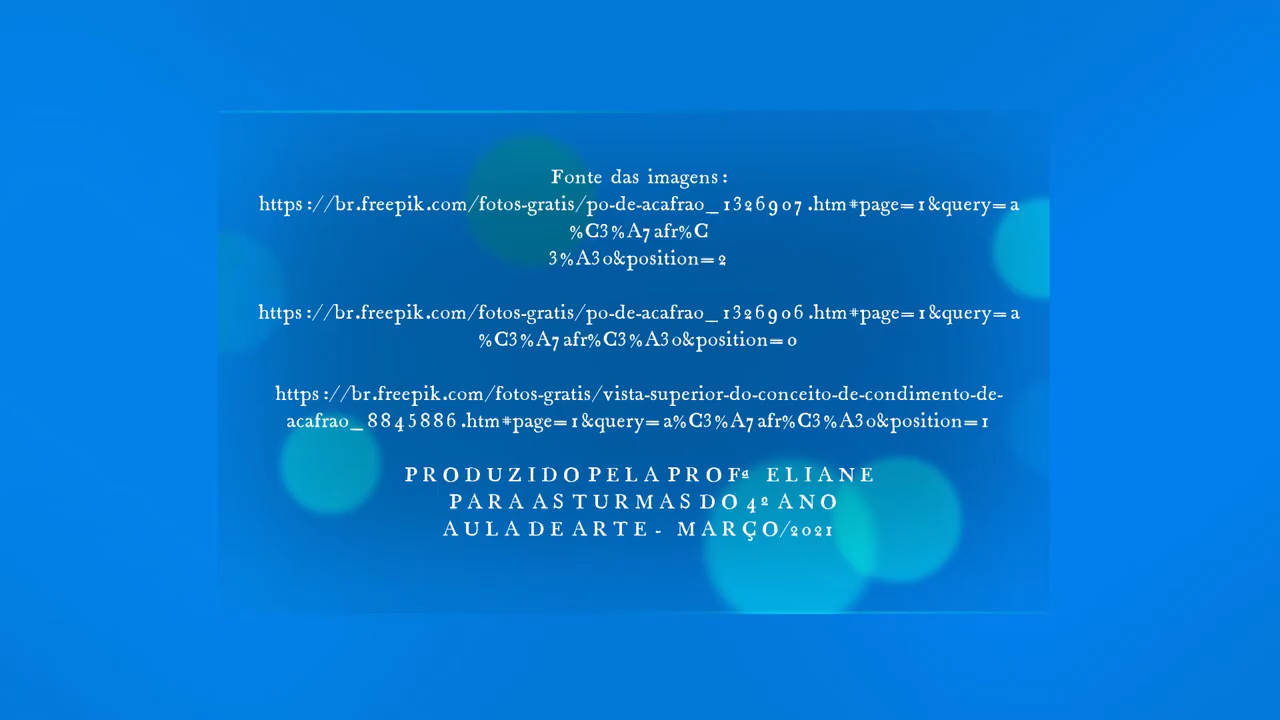 Fonte das imagens:
https://br.freepik.com/fotos-gratis/po-de-acafrao_1326907.htm#page=1&query=a
%C3%A7afr%C
3%A3o&position=2
https://br.freepik.com/fotos-gratis/po-de-acafrao_1326906.htm#page=1&query=a
%C3%A7afr%C3%A3o&position=0
https://br.freepik.com/fotos-gratis/vista-superior-do-conceito-de-condimento-de-
acafrao_8845886.htm#page=1&query=a%C3%A7afr%C3%A3o&position=1
PRODUZIDO PELA PROFª ELIANE
PARA AS TURMAS DO 4º ANO
AULA DE ARTE - MARÇO/2021